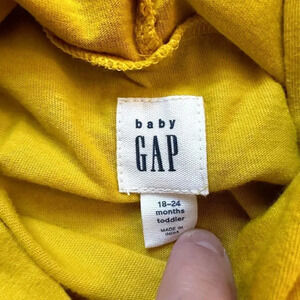 baby
GAP
18-24
months
toddler
MADE IN
INDIA